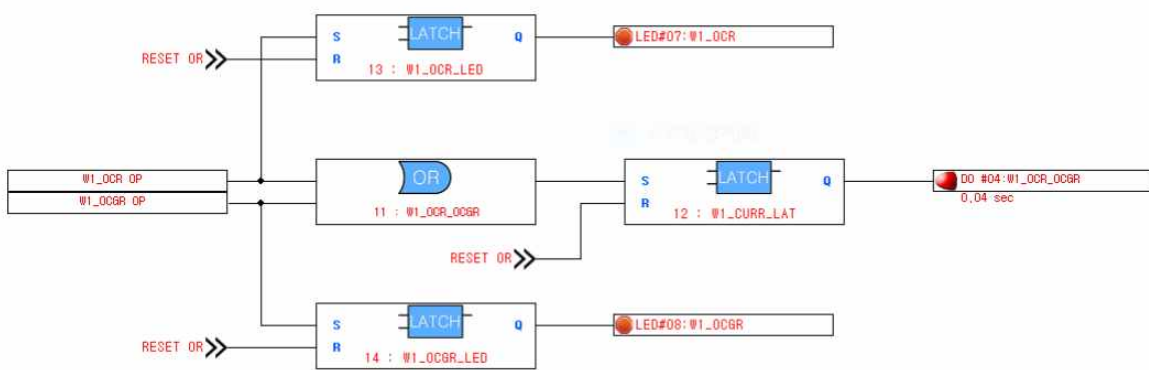 S LATCH Q LED#07:W1_OCR
RESET OR R
13 : W1_OCR_LED
W1_OCR OP OR S LATCH Q DO #04:W1_OCR_OCGR
W1_OCGR OP R 0.04 sec
11 : W1_OCR_OCGR 12 : W1_CURR_LAT
RESET OR
S LATCH Q LED#08:W1_OCGR
RESET OR R
14 : W1_OCGR_LED